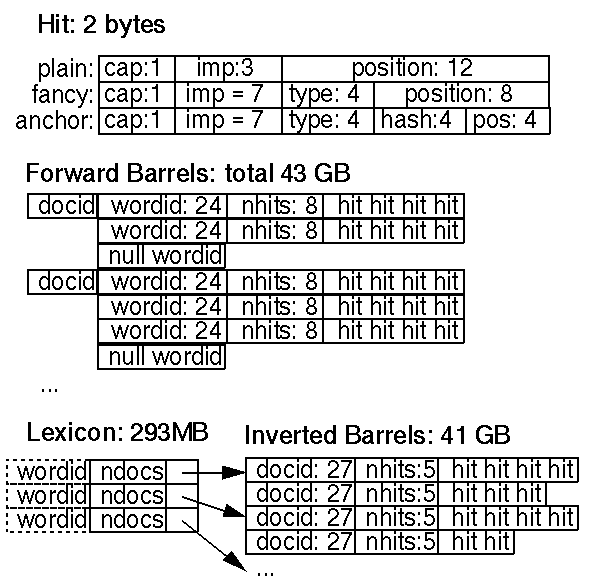 Hit: 2 bytes
plain: cap:1 imp:3 position: 12
fancy: cap:1 imp = 7 type: 4 position: 8
anchor: cap:1 imp = 7 type: 4 hash:4 pos: 4
Forward Barrels: total 43 GB
docid wordid: 24 nhits: 8 hit hit hit hit
wordid: 24 nhits: 8 hit hit hit hit
null wordid
docid wordid: 24 nhits: 8 hit hit hit hit
wordid: 24 nhits: 8 hit hit hit hit
wordid: 24 nhits: 8 hit hit hit hit
null wordid
...
Lexicon: 293MB
wordid ndocs
wordid ndocs
wordid ndocs
Inverted Barrels: 41 GB
docid: 27 nhits:5 hit hit hit hit
docid: 27 nhits:5 hit hit hit
docid: 27 nhits:5 hit hit hit hit
docid: 27 nhits:5 hit hit
...